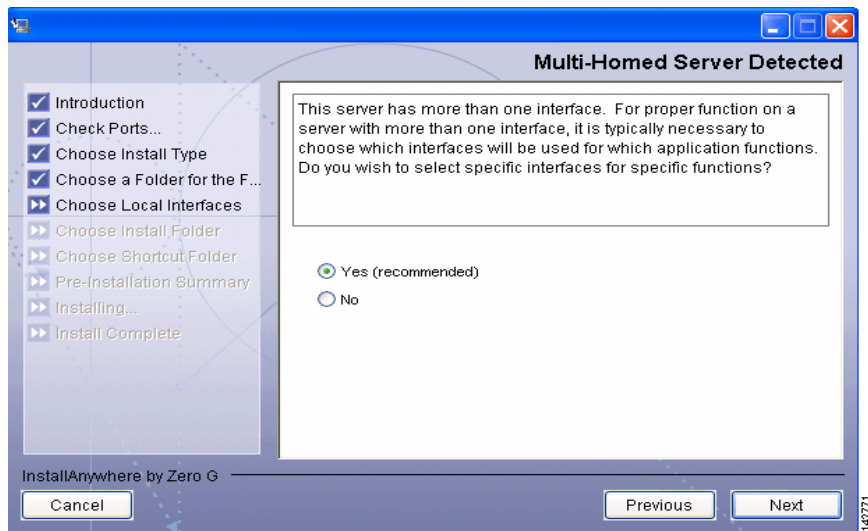 Multi-Homed Server Detected
Introduction
Check Ports...
Choose Install Type
Choose a Folder for the F...
Choose Local Interfaces
Choose Install Folder
Choose Shortcut Folder
Pre-Installation Summary
Installing...
Install Complete
This server has more than one interface. For proper function on a
server with more than one interface, it is typically necessary to
choose which interfaces will be used for which application functions.
Do you wish to select specific interfaces for specific functions?
Yes (recommended)
No
InstallAnywhere by Zero G
Cancel
Previous
Next